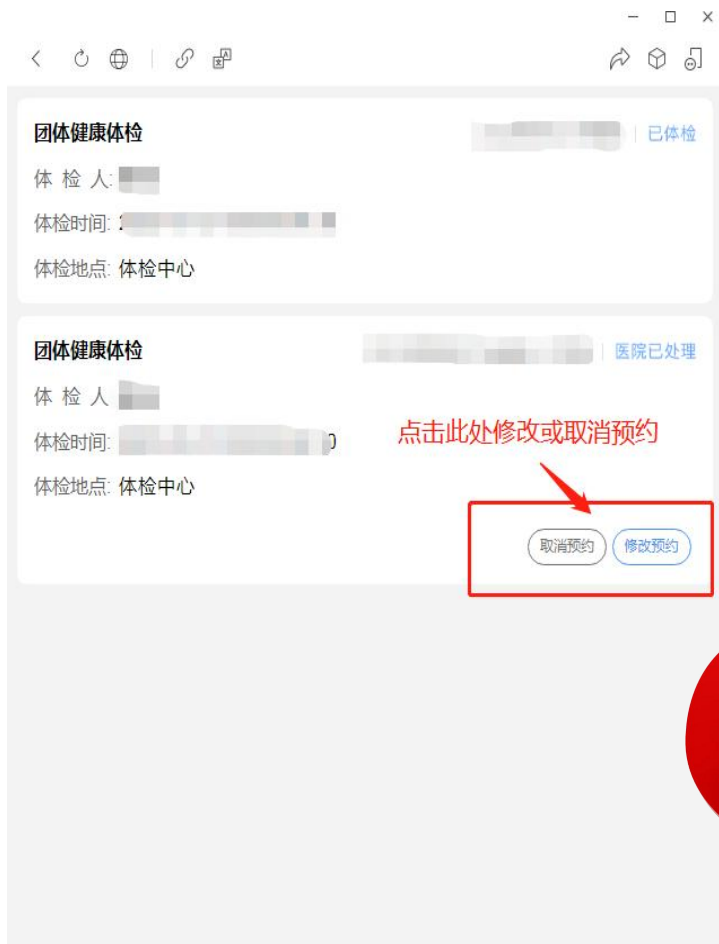 团体健康体检
已体检
体 检 人:
体检时间:
体检地点: 体检中心
团体健康体检
医院已处理
体 检 人
体检时间:
点击此处修改或取消预约
体检地点: 体检中心
取消预约
修改预约